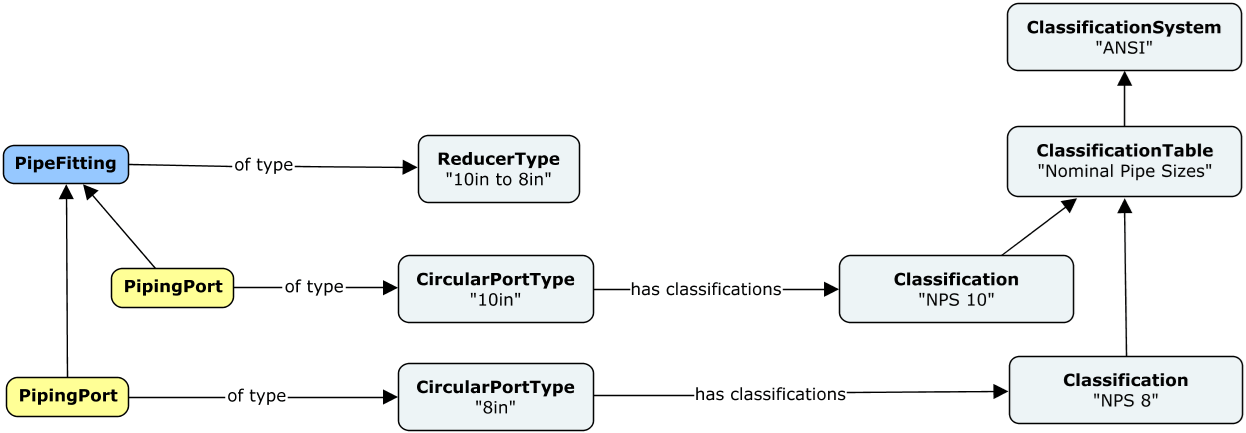 ClassificationSystem
"ANSI"
ClassificationTable
"Nominal Pipe Sizes"
PipeFitting
of type
ReducerType
"10in to 8in"
PipingPort
of type
CircularPortType
"10in"
has classifications
Classification
"NPS 10"
PipingPort
of type
CircularPortType
"8in"
has classifications
Classification
"NPS 8"